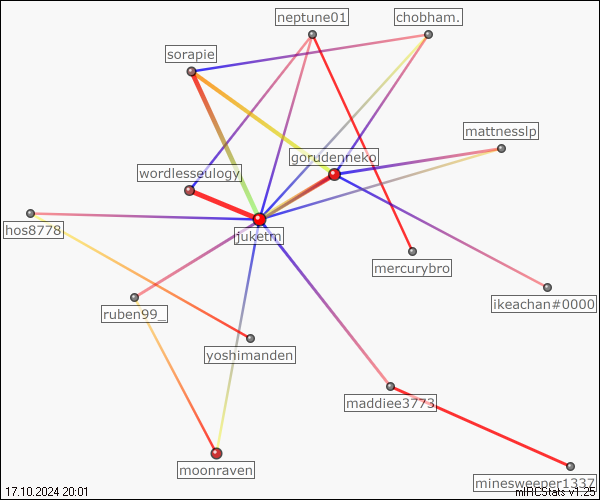 neptune01
chobham.
sorapie
mattnesslp
gorudenneko
wordlesseulogy
hos8778
juketm
mercurybro
ikeachan#0000
ruben99_
yoshimanden
maddiee3773
moonraven
minesweeper1337
17.10.2024 20:01
mIRCStats v1.25